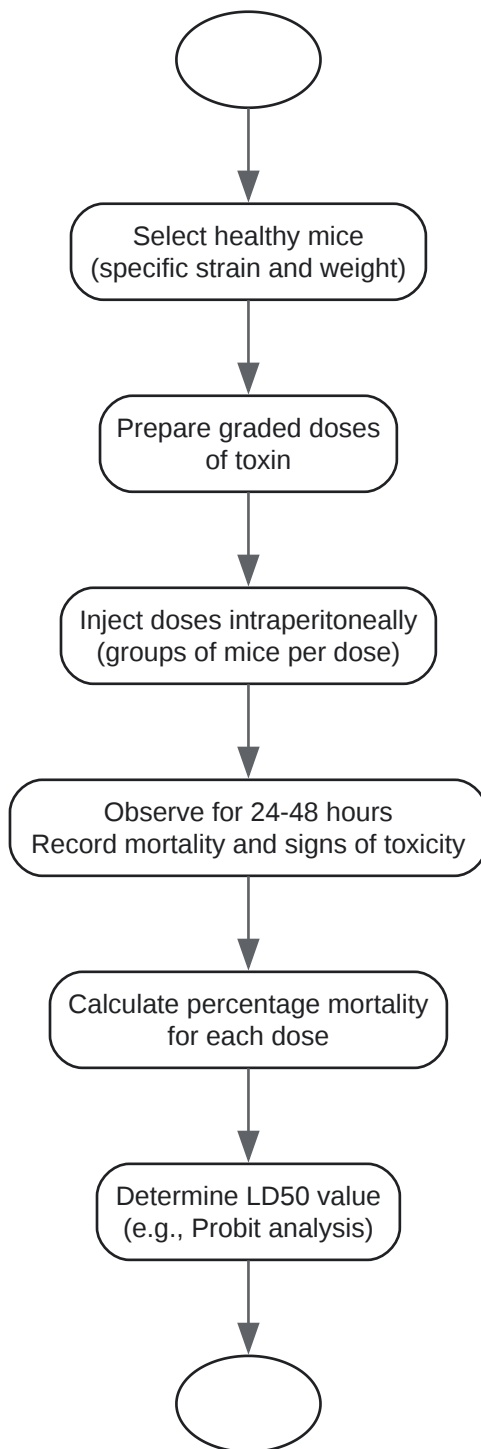 Select healthy mice
(specific strain and weight)
Prepare graded doses
of toxin
Inject doses intraperitoneally
(groups of mice per dose)
Observe for 24-48 hours
Record mortality and signs of toxicity
Calculate percentage mortality
for each dose
Determine LD50 value
(e.g., Probit analysis)